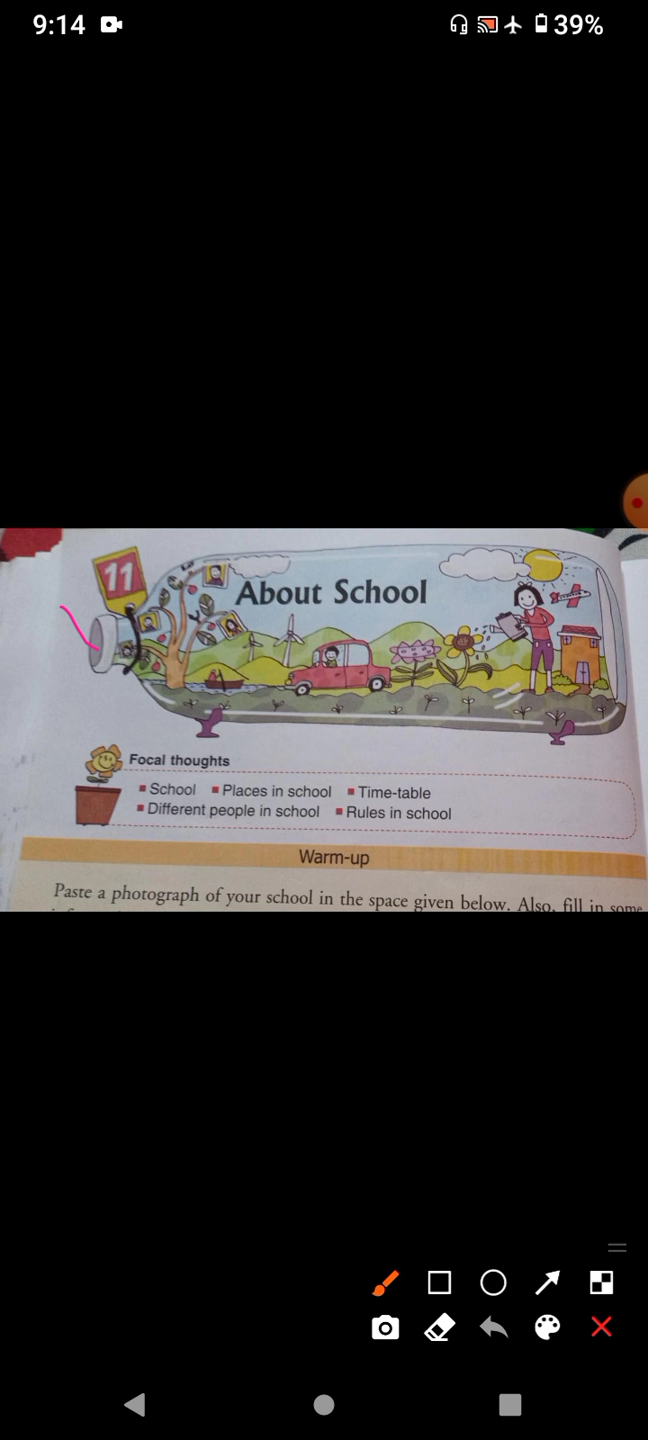 9:14
39%
11
About School
Focal thoughts
▪ School ▪ Places in school ▪ Time-table
▪ Different people in school ▪ Rules in school
Warm-up
Paste a photograph of your school in the space given below. Also, fill in some